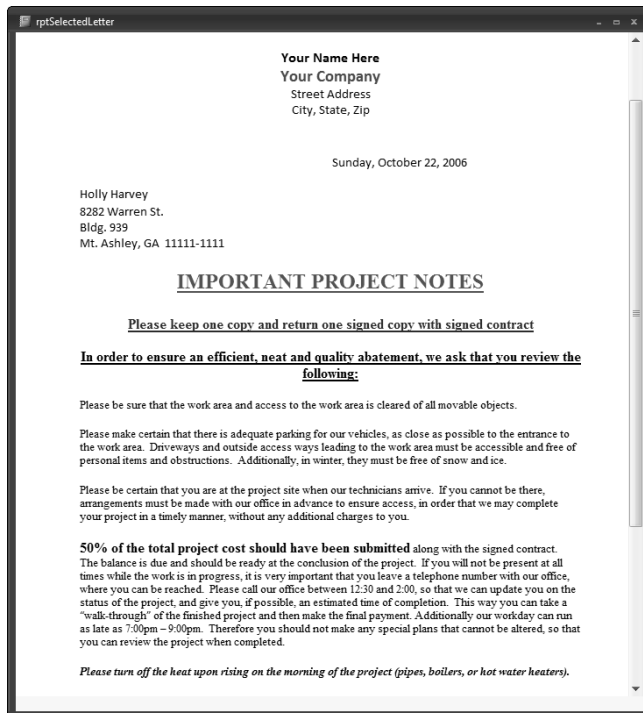 rptSelectedLetter
Your Name Here
Your Company
Street Address
City, State, Zip
Sunday, October 22, 2006
Holly Harvey
8282 Warren St.
Bldg. 939
Mt. Ashley, GA 11111-1111
IMPORTANT PROJECT NOTES
Please keep one copy and return one signed copy with signed contract
In order to ensure an efficient, neat and quality abatement, we ask that you review the
following:
Please be sure that the work area and access to the work area is cleared of all movable objects.
Please make certain that there is adequate parking for our vehicles, as close as possible to the entrance to
the work area. Driveways and outside access ways leading to the work area must be accessible and free of
personal items and obstructions. Additionally, in winter, they must be free of snow and ice.
Please be certain that you are at the project site when our technicians arrive. If you cannot be there,
arrangements must be made with our office in advance to ensure access, in order that we may complete
your project in a timely manner, without any additional charges to you.
50% of the total project cost should have been submitted along with the signed contract.
The balance is due and should be ready at the conclusion of the project. If you will not be present at all
times while the work is in progress, it is very important that you leave a telephone number with our office,
where you can be reached. Please call our office between 12:30 and 2:00, so that we can update you on the
status of the project, and give you, if possible, an estimated time of completion. This way you can take a
"walk-through" of the finished project and then make the final payment. Additionally our workday can run
as late as 7:00pm – 9:00pm. Therefore you should not make any special plans that cannot be altered, so that
you can review the project when completed.
Please turn off the heat upon rising on the morning of the project (pipes, boilers, or hot water heaters).